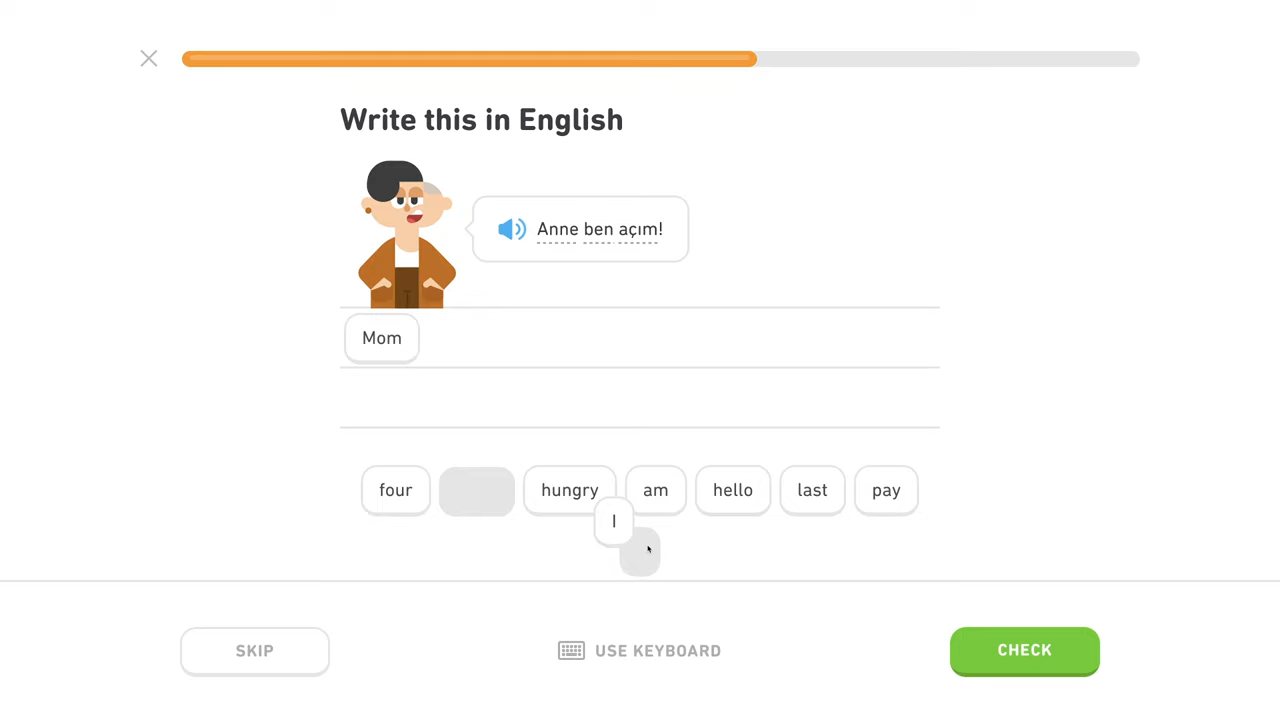 Write this in English
Anne ben açım!
Mom
four hungry am hello last pay
I
SKIP USE KEYBOARD CHECK